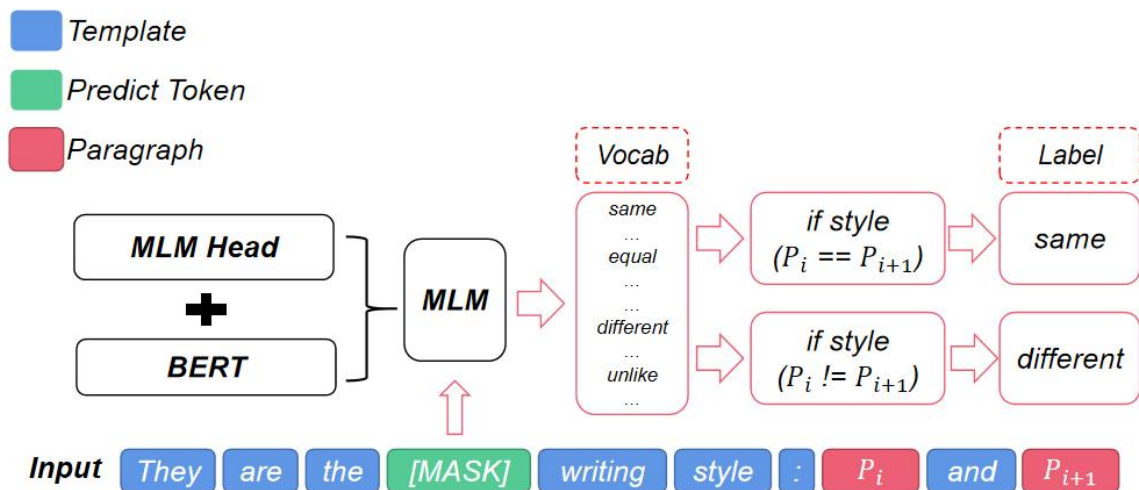 Template
Predict Token
Paragraph
Vocab
Label
MLM Head
BERT
MLM
same
...
equal
...
...
different
...
unlike
...
if style
(P_i == P_{i+1})
same
if style
(P_i != P_{i+1})
different
Input They are the [MASK] writing style : P_i and P_{i+1}